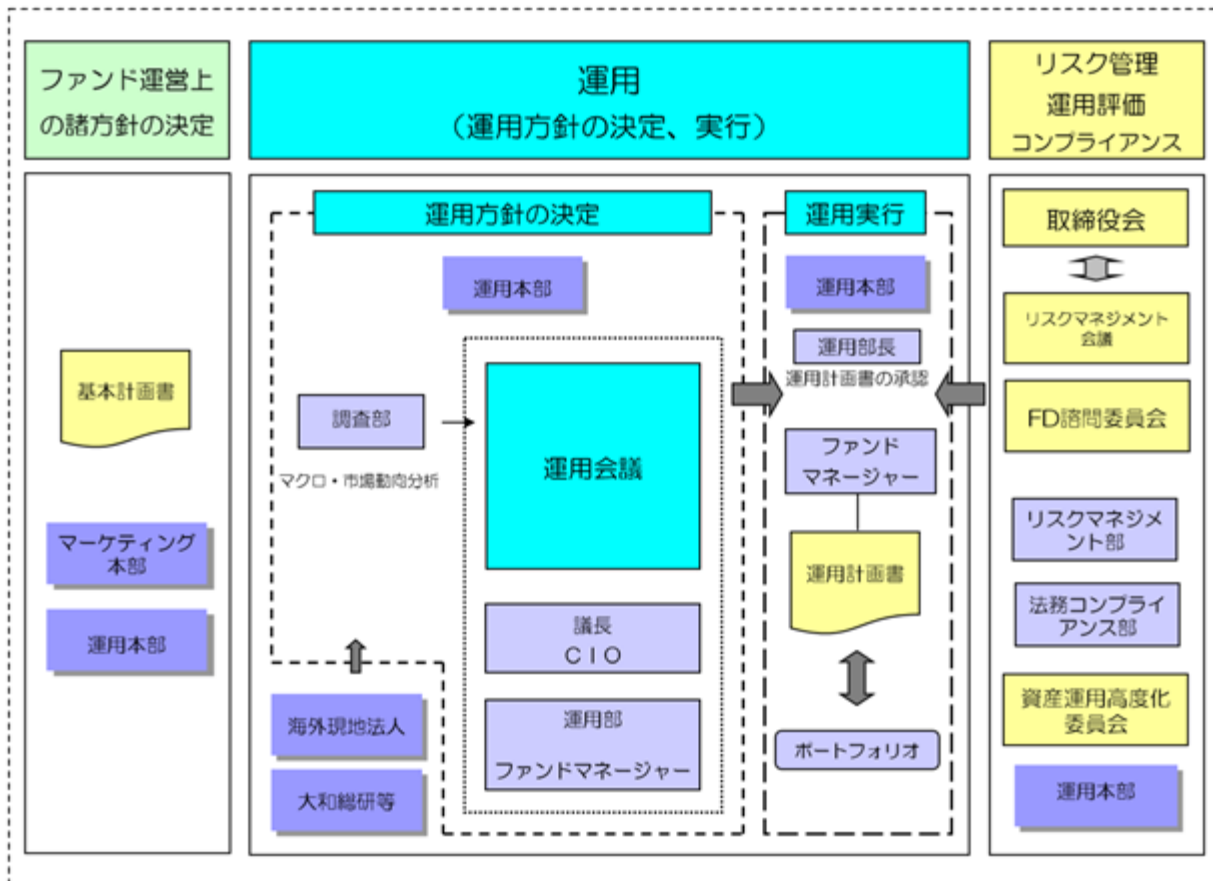 ファンド運営上
の諸方針の決定
運用
（運用方針の決定、実行）
リスク管理
運用評価
コンプライアンス
基本計画書
マーケティング
本部
運用本部
運用方針の決定
運用本部
調査部
マクロ・市場動向分析
運用会議
議長
ＣＩＯ
運用部
ファンドマネージャー
海外現地法人
大和総研等
運用実行
運用本部
運用部長
運用計画書の承認
ファンド
マネージャー
運用計画書
ポートフォリオ
取締役会
リスクマネジメント
会議
FD諮問委員会
リスクマネジメ
ント部
法務コンプライ
アンス部
資産運用高度化
委員会
運用本部